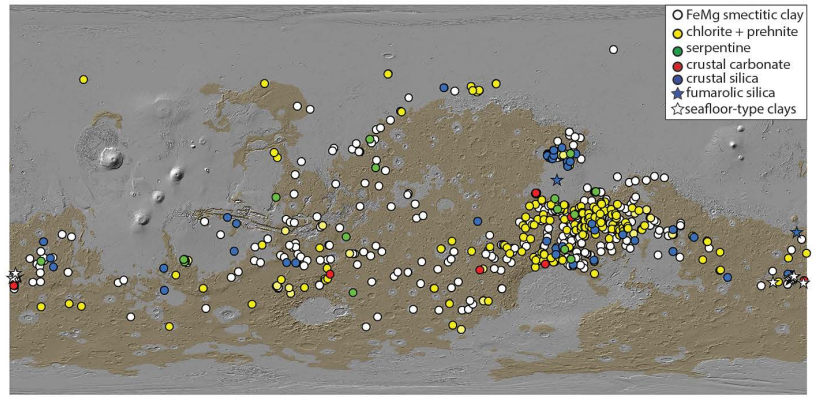 FeMg smectitic clay
chlorite + prehnite
serpentine
crustal carbonate
crustal silica
fumarolic silica
seafloor-type clays